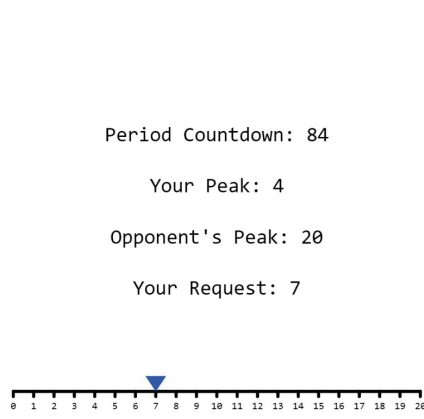 Period Countdown: 84
Your Peak: 4
Opponent's Peak: 20
Your Request: 7
0 1 2 3 4 5 6 7 8 9 10 11 12 13 14 15 16 17 18 19 20